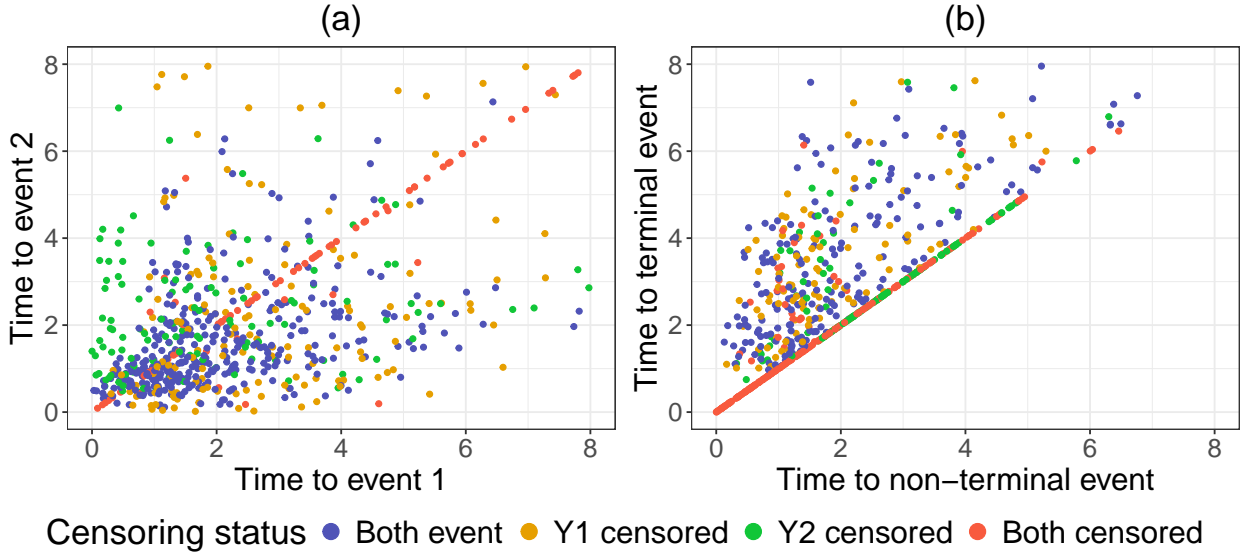 (a)
(b)
Time to event 2
8
6
4
2
0
0 2 4 6 8
Time to event 1
Time to terminal event
8
6
4
2
0
0 2 4 6 8
Time to non−terminal event
Censoring status Both event Y1 censored Y2 censored Both censored